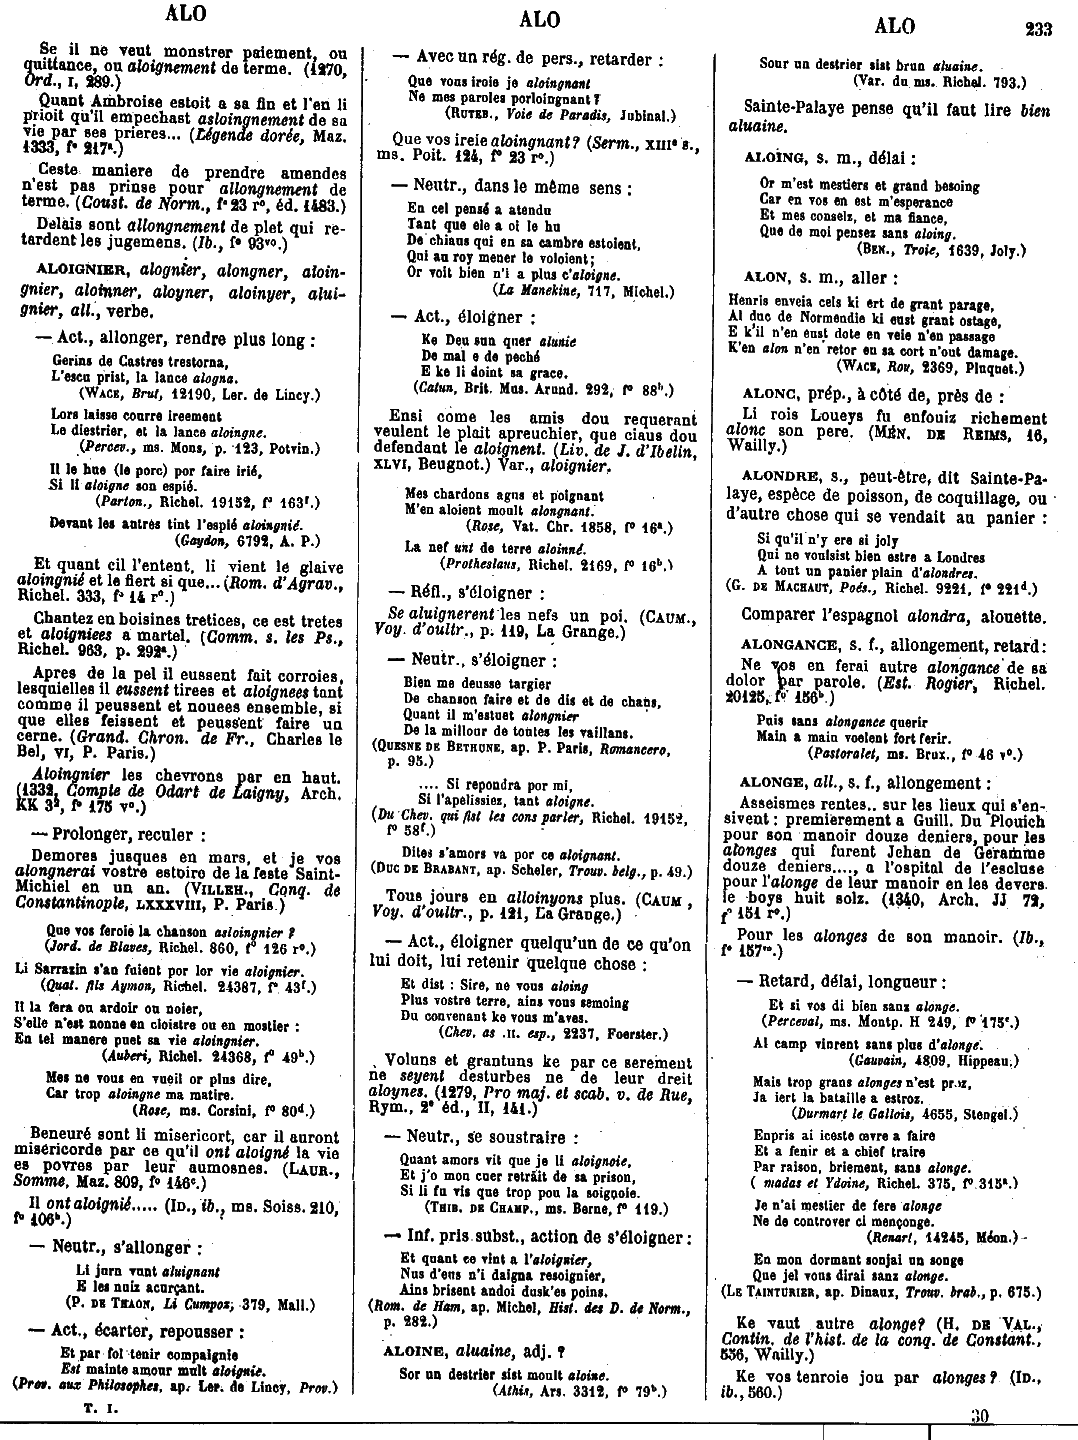 ALO
Se il ne veut monstrer paiement, ou
quittance, ou aloignement de terme. (1270,
Ord., I, 289.)
Quant Ambroise estoit a sa fin et l'en li
prioit qu'il empechast asloingnement de sa
vie par ses prieres... (Légende dorée, Maz.
1333, f° 217ª.)
Ceste maniere de prendre amendes
n'est pas prinse pour allongnement de
terme. (Coust. de Norm., f° 23 r°, éd. 1483.)
Delais sont allongnement de plet qui re-
tardent les jugemens. (Ib., f° 93vo.)
ALOIGNIER, alognier, alongner, aloin-
gnier, aloinner, aloyner, aloinyer, alui-
gnier, all., verbe.
— Act., allonger, rendre plus long :
Gerins de Castres trestorna,
L'escu prist, la lance alogna.
(WACE, Brut, 12190, Ler. de Lincy.)
Lors laisse courre ireement
Le diestrier, et la lance aloingne.
(Percev., ms. Mons, p. 123, Potvin.)
Il le hue (le porc) por faire irié,
Si li aloigne son espié.
(Parton., Richel. 19152, f° 163f.)
Devant les autres tint l'espié aloingnié.
(Gaydon, 6792, A. P.)
Et quant cil l'entent, li vient le glaive
aloingnié et le fiert si que... (Rom. d'Agrav.,
Richel. 333, f° 14 r°.)
Chantez en boisines tretices, ce est tretes
et aloigniees a martel. (Comm. s. les Ps.,
Richel. 963, p. 292ª.)
Apres de la pel il eussent fait corroies,
lesquielles il eussent tirees et aloignees tant
comme il peussent et nouees ensemble, si
que elles feissent et peussent faire un
cerne. (Grand. Chron. de Fr., Charles le
Bel, VI, P. Paris.)
Aloingnier les chevrons par en haut.
(1332, Compte de Odart de Laigny, Arch.
KK 3², f° 175 v°.)
— Prolonger, reculer :
Demores jusques en mars, et je vos
alongnerai vostre estoire de la feste Saint-
Michiel en un an. (VILLEH., Conq. de
Constantinople, LXXXVIII, P. Paris.)
Que vos feroie la chanson asloingnier ?
(Jord. de Blaves, Richel. 860, f° 126 r°.)
Li Sarrazin s'an fuient por lor vie aloignier.
(Quat. fils Aymon, Richel. 24387, f° 43f.)
Il la fera ou ardoir ou noier,
S'elle n'est nonne en cloistre ou en mostier :
En tel manere puet sa vie aloingnier.
(Auberi, Richel. 24368, f° 49b.)
Mes ne vous en vueil or plus dire,
Car trop aloingne ma matire.
(Rose, ms. Corsini, f° 80d.)
Beneuré sont li misericort, car il auront
misericorde par ce qu'il ont aloigné la vie
es povres par leur aumosnes. (LAUR.,
Somme, Maz. 809, f° 146c.)
Il ont aloignié..... (ID., ib., ms. Soiss. 210,
f° 106b.)
— Neutr., s'allonger :
Li jurn vunt aluignant
E les nuiz acurçant.
(P. DE THAON, Li Cumpoz, 379, Mall.)
— Act., écarter, repousser :
Et par fol tenir compaignie
Est mainte amour mult aloignie.
(Prov. aux Philosophes, ap. Ler. de Lincy, Prov.)
T. I.
ALO
— Avec un rég. de pers., retarder :
Que vous iroie je aloingnant
Ne mes paroles porloingnant ?
(RUTEB., Voie de Paradis, Jubinal.)
Que vos ireie aloingnant? (Serm., XIIIe s.,
ms. Poit. 124, f° 23 r°.)
— Neutr., dans le même sens :
En cel pensé a atendu
Tant que ele a oi le hu
De chiaus qui en sa cambre estoient,
Qui au roy mener le voloient;
Or voit bien n'i a plus c'aloigne.
(La Manekine, 717, Michel.)
— Act., éloigner :
Ke Deu sun quer alunie
De mal e de peché
E ke li doint sa grace.
(Catun, Brit. Mus. Arund. 292, f° 88b.)
Ensi come les amis dou requerant
veulent le plait apreuchier, que ciaus dou
defendant le aloignent. (Liv. de J. d'Ibelin,
XLVI, Beugnot.) Var., aloignier.
Mes chardons agus et poignant
M'en aloient moult alongnant.
(Rose, Vat. Chr. 1858, f° 16ª.)
La nef unt de terre aloinné.
(Protheslaus, Richel. 2169, f° 16b.)
— Réfl., s'éloigner :
Se aluignerent les nefs un poi. (CAUM.,
Voy. d'oultr., p. 119, La Grange.)
— Neutr., s'éloigner :
Bien me deusse targier
De chanson faire et de dis et de chans,
Quant il m'estuet alongnier
De la millour de toutes les vaillans.
(QUESNE DE BETHUNE, ap. P. Paris, Romancero,
p. 95.)
.... Si repondra por mi,
Si l'apelissiez, tant aloigne.
(Du Chev. qui fist les cons parler, Richel. 19152,
f° 58f.)
Dites s'amors va por ce aloignant.
(DUC DE BRABANT, ap. Scheler, Trouv. belg., p. 49.)
Tous jours en alloinyons plus. (CAUM,
Voy. d'oultr., p. 121, La Grange.)
— Act., éloigner quelqu'un de ce qu'on
lui doit, lui retenir quelque chose :
Et dist : Sire, ne vous aloing
Plus vostre terre, ains vous semoing
Du convenant ke vous m'aves.
(Chev. as .II. esp., 2237, Foerster.)
Voluns et grantuns ke par ce serement
ne seyent desturbes ne de leur dreit
aloynes. (1279, Pro maj. et scab. v. de Rue,
Rym., 2e éd., II, 141.)
— Neutr., se soustraire :
Quant amors vit que je li aloignoie,
Et j'o mon cuer retrait de sa prison,
Si li fu vis que trop pou la soignoie.
(THIB. DE CHAMP., ms. Berne, f° 119.)
— Inf. pris subst., action de s'éloigner :
Et quant ce vint a l'aloignier,
Nus d'eus n'i daigna resoignier,
Ains brisent andoi dusk'es poins.
(Rom. de Ham, ap. Michel, Hist. des D. de Norm.,
p. 282.)
ALOINE, aluaine, adj. ?
Sor un destrier sist moult aloine.
(Athis, Ars. 3312, f° 79b.)
ALO 233
Sour un destrier sist brun aluaine.
(Var. du ms. Richel. 793.)
Sainte-Palaye pense qu'il faut lire bien
aluaine.
ALOING, s. m., délai :
Or m'est mestiers et grand besoing
Car en vos en est m'esperance
Et mes conselz, et ma fiance,
Que de moi pensez sans aloing.
(BEN., Troie, 1639, Joly.)
ALON, s. m., aller :
Henris enveia cels ki ert de grant parage,
Al duc de Normendie ki eust grant ostage,
E k'il n'en eust dote en veie n'en passage
K'en alon n'en retor en sa cort n'out damage.
(WACE, Rou, 2369, Pluquet.)
ALONC, prép., à côté de, près de :
Li rois Loueys fu enfouiz richement
alonc son pere. (MÉN. DE REIMS, 16,
Wailly.)
ALONDRE, s., peut-être, dit Sainte-Pa-
laye, espèce de poisson, de coquillage, ou
d'autre chose qui se vendait au panier :
Si qu'il n'y ere si joly
Qui ne voulsist bien estre a Londres
A tout un panier plain d'alondres.
(G. DE MACHAUT, Poés., Richel. 9221, f° 221d.)
Comparer l'espagnol alondra, alouette.
ALONGANCE, s. f., allongement, retard:
Ne vos en ferai autre alongance de sa
dolor par parole. (Est. Rogier, Richel.
20125, f° 156b.)
Puis sans alongance querir
Main a main voelent fort ferir.
(Pastoralet, ms. Brux., f° 46 v°.)
ALONGE, all., s. f., allongement :
Asseismes rentes.. sur les lieux qui s'en-
sivent : premierement a Guill. Du Plouich
pour son manoir douze deniers, pour les
alonges qui furent Jehan de Geramme
douze deniers...., a l'ospital de l'escluse
pour l'alonge de leur manoir en les devers
le boys huit solz. (1340, Arch. JJ 72,
f° 151 r°.)
Pour les alonges de son manoir. (Ib.,
f° 157vo.)
— Retard, délai, longueur :
Et si vos di bien sanz alonge.
(Perceval, ms. Montp. H 249, f° 175c.)
Al camp vinrent sans plus d'alonge.
(Gauvain, 4809, Hippeau.)
Mais trop grans alonges n'est proz,
Ja iert la bataille a estroz.
(Durmart le Gallois, 4655, Stengel.)
Enpris ai iceste œvre a faire
Et a fenir et a chief traire
Par raison, briement, sans alonge.
( madas et Ydoine, Richel. 375, f° 315ª.)
Je n'ai mestier de fere alonge
Ne de controver ci mençonge.
(Renart, 14245, Méon.)
En mon dormant sonjai un songe
Que jel vous dirai sanz alonge.
(LE TAINTURIER, ap. Dinaux, Trouv. brab., p. 675.)
Ke vaut autre alonge? (H. DE VAL.,
Contin. de l'hist. de la conq. de Constant.,
536, Wailly.)
Ke vos tenroie jou par alonges ? (ID.,
ib., 560.)
30